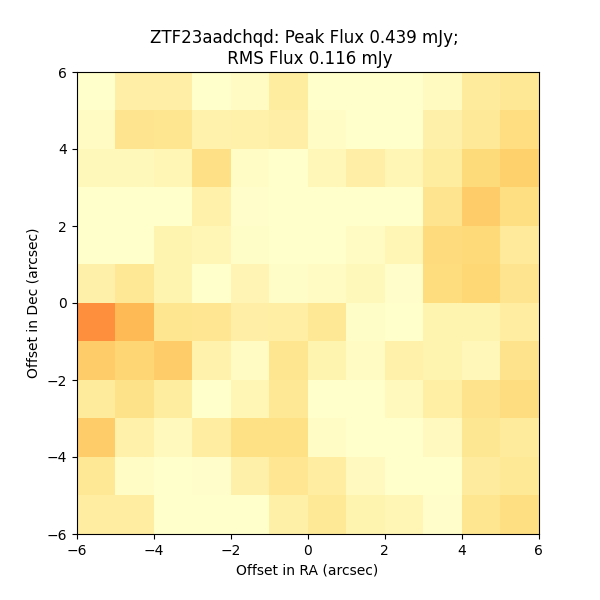 ZTF23aadchqd: Peak Flux 0.439 mJy;
RMS Flux 0.116 mJy
6
4
2
0
−2
−4
−6
Offset in Dec (arcsec)
−6 −4 −2 0 2 4 6
Offset in RA (arcsec)